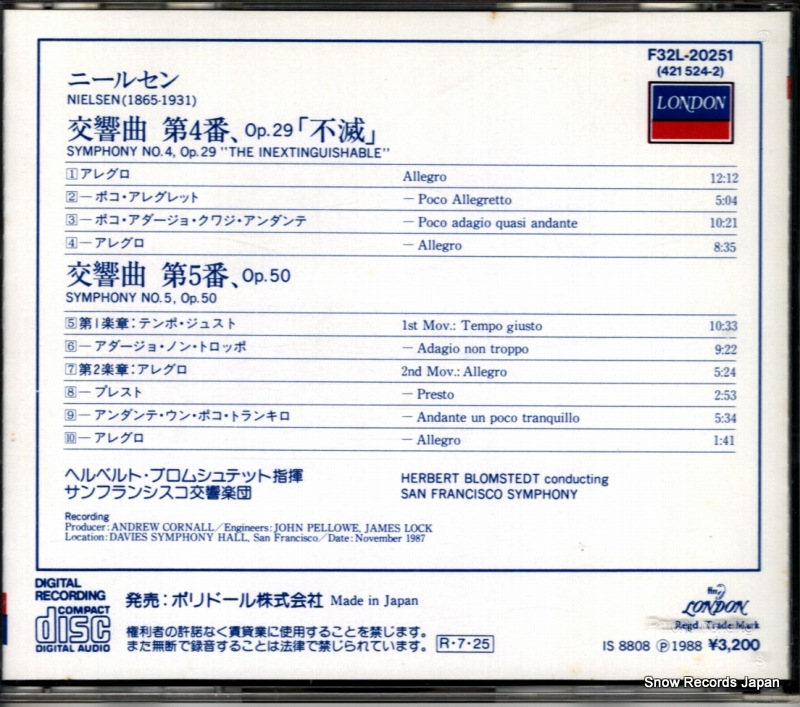 F32L-20251
(421 524-2)
LONDON
ニールセン
NIELSEN(1865-1931)
交響曲 第4番、Op.29「不滅」
SYMPHONY NO.4, Op.29 "THE INEXTINGUISHABLE"
1 アレグロ Allegro 12:12
2 —ポコ・アレグレット — Poco Allegretto 5:04
3 —ポコ・アダージョ・クワジ・アンダンテ — Poco adagio quasi andante 10:21
4 —アレグロ — Allegro 8:35
交響曲 第5番、Op.50
SYMPHONY NO.5, Op.50
5 第1楽章:テンポ・ジュスト 1st Mov.: Tempo giusto 10:33
6 —アダージョ・ノン・トロッポ — Adagio non troppo 9:22
7 第2楽章:アレグロ 2nd Mov.: Allegro 5:24
8 —プレスト — Presto 2:53
9 —アンダンテ・ウン・ポコ・トランキロ — Andante un poco tranquillo 5:34
10 —アレグロ — Allegro 1:41
ヘルベルト・ブロムシュテット指揮 HERBERT BLOMSTEDT conducting
サンフランシスコ交響楽団 SAN FRANCISCO SYMPHONY
Recording
Producer: ANDREW CORNALL/Engineers: JOHN PELLOWE, JAMES LOCK
Location: DAVIES SYMPHONY HALL, San Francisco/Date: November 1987
DIGITAL
RECORDING
COMPACT
disc
DIGITAL AUDIO
発売:ポリドール株式会社 Made in Japan
権利者の許諾なく賃貸業に使用することを禁じます。
また無断で録音することは法律で禁じられています。 R・7・25
ffrr
LONDON
Regd. Trade Mark
IS 8808 Ⓟ1988 ¥3,200
Snow Records Japan